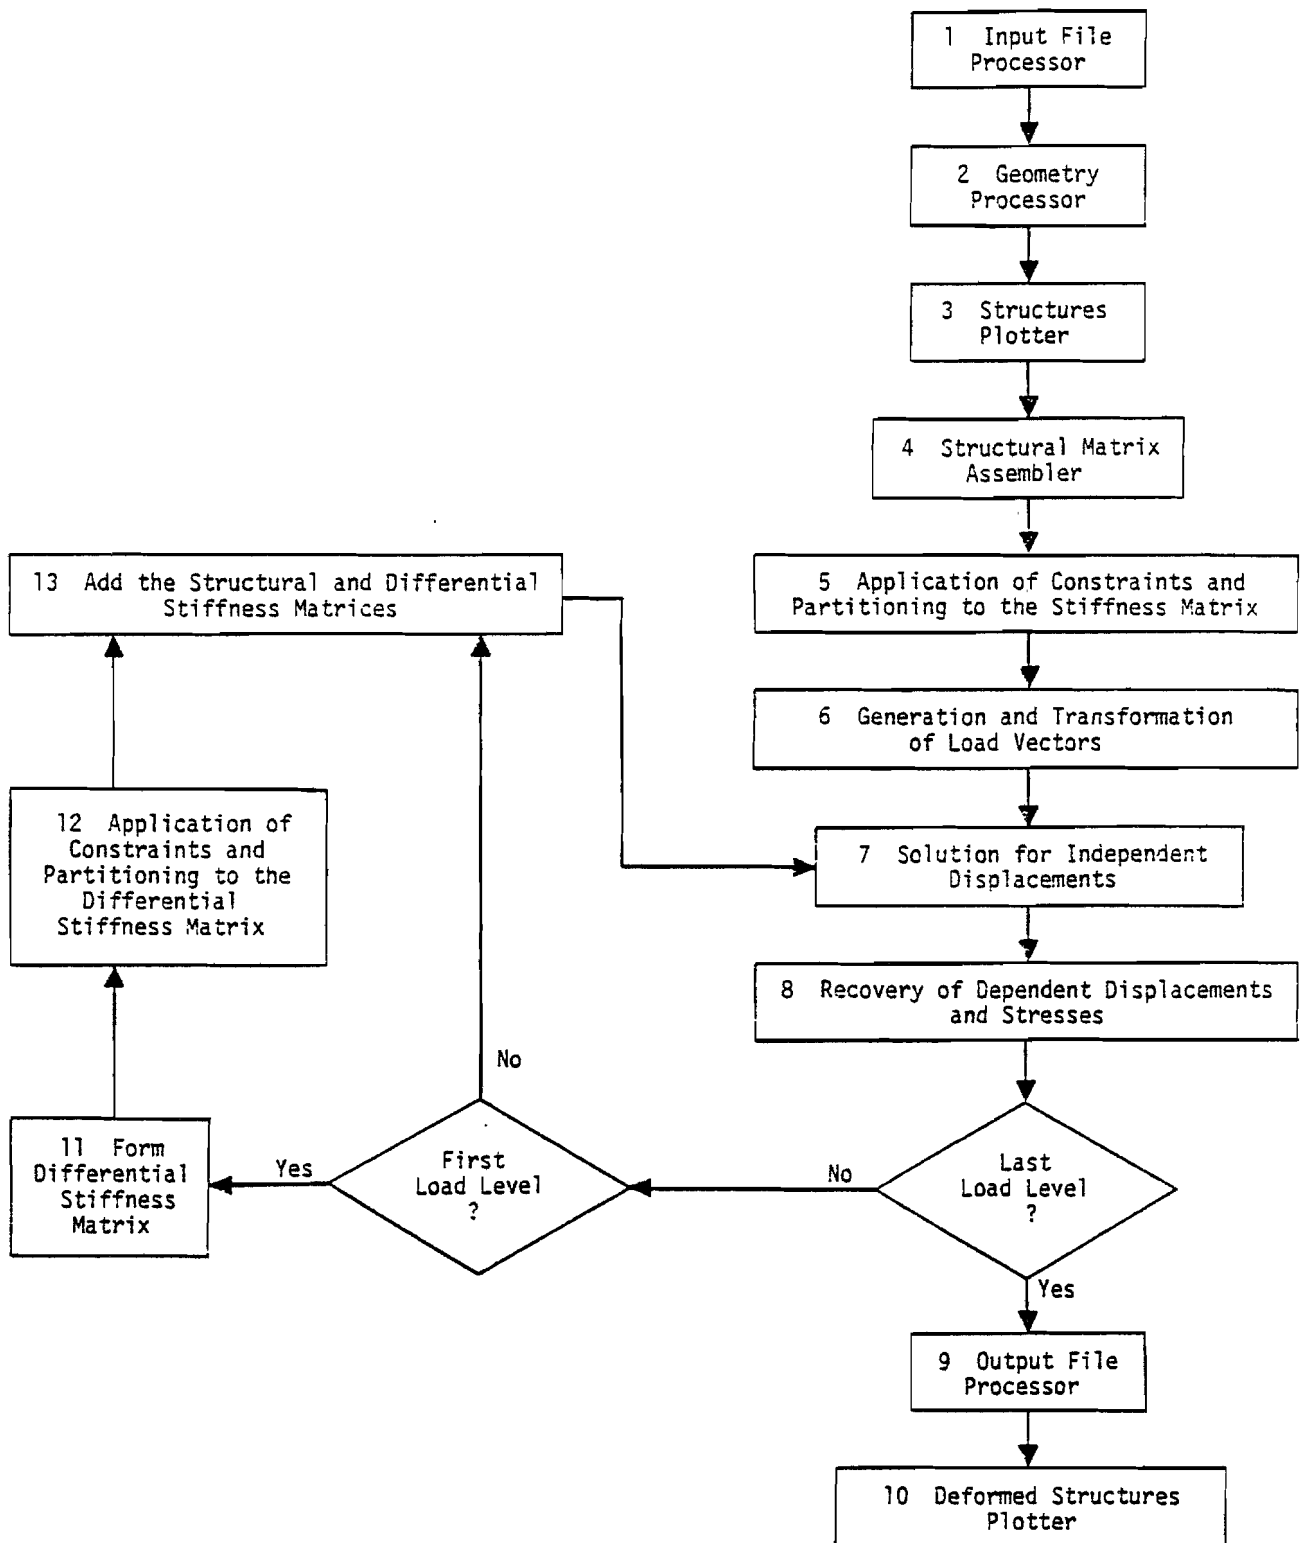 1 Input File
Processor
2 Geometry
Processor
3 Structures
Plotter
4 Structural Matrix
Assembler
5 Application of Constraints and
Partitioning to the Stiffness Matrix
6 Generation and Transformation
of Load Vectors
7 Solution for Independent
Displacements
8 Recovery of Dependent Displacements
and Stresses
Last
Load Level
?
No
Yes
9 Output File
Processor
10 Deformed Structures
Plotter
First
Load Level
?
Yes
No
11 Form
Differential
Stiffness
Matrix
12 Application of
Constraints and
Partitioning to the
Differential
Stiffness Matrix
13 Add the Structural and Differential
Stiffness Matrices